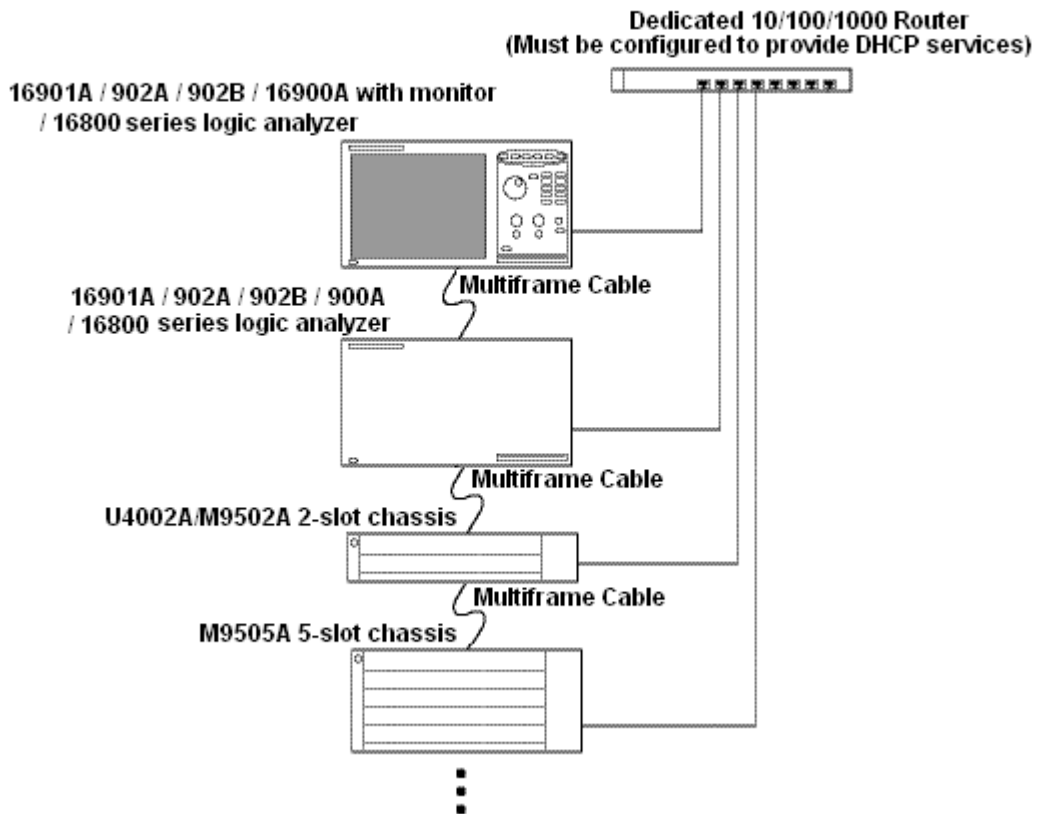 Dedicated 10/100/1000 Router
(Must be configured to provide DHCP services)
16901A / 902A / 902B / 16900A with monitor
/ 16800 series logic analyzer
Multiframe Cable
16901A / 902A / 902B / 900A
/ 16800 series logic analyzer
Multiframe Cable
U4002A/M9502A 2-slot chassis
Multiframe Cable
M9505A 5-slot chassis